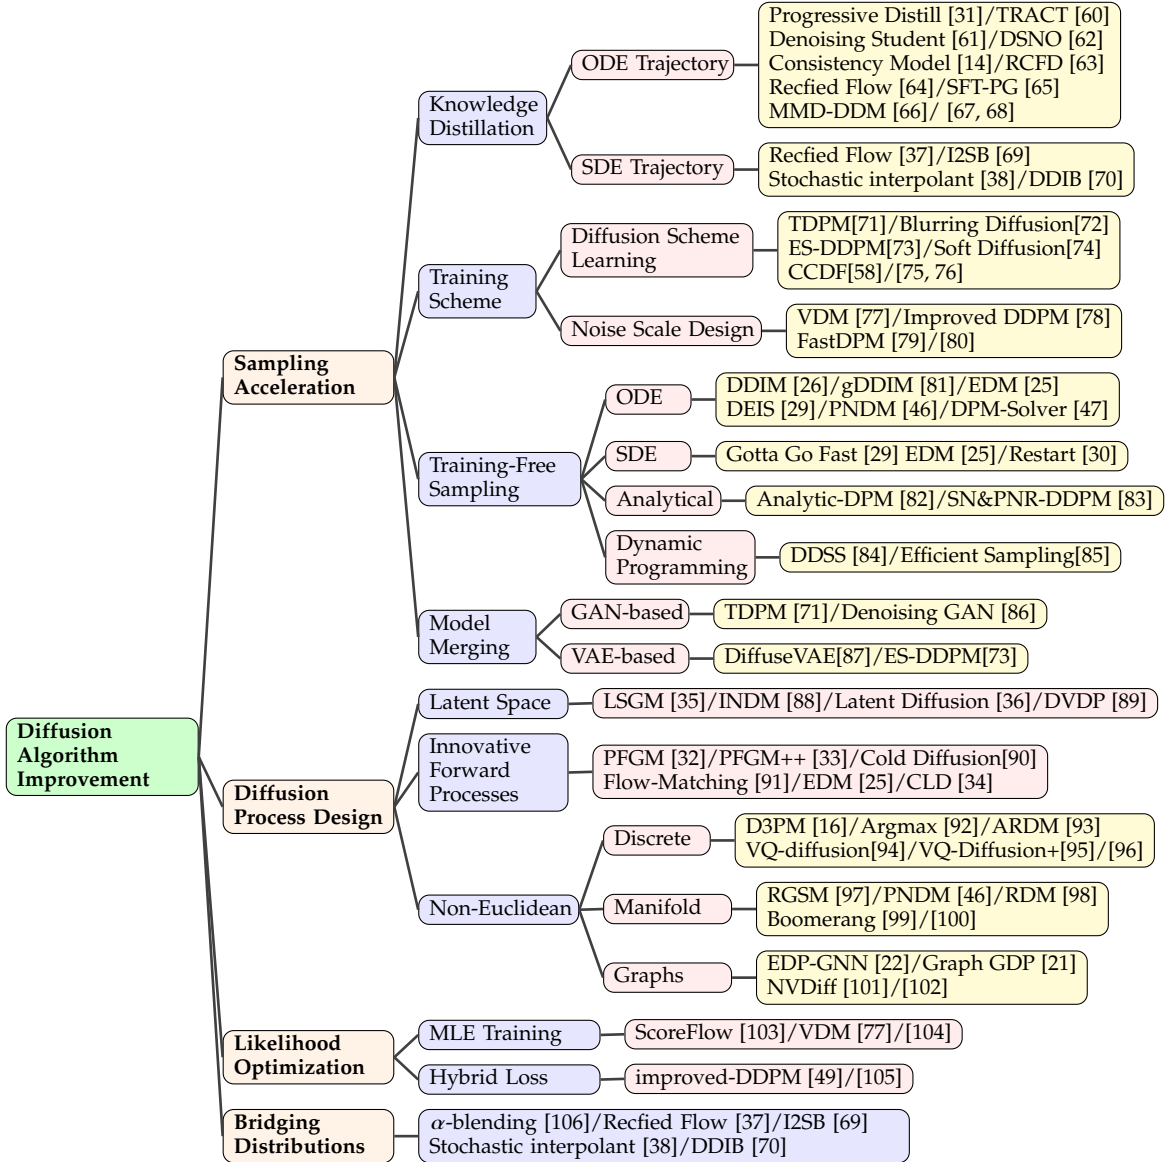 Diffusion
Algorithm
Improvement
Sampling
Acceleration
Knowledge
Distillation
ODE Trajectory
Progressive Distill [31]/TRACT [60]
Denoising Student [61]/DSNO [62]
Consistency Model [14]/RCFD [63]
Recfied Flow [64]/SFT-PG [65]
MMD-DDM [66]/ [67, 68]
SDE Trajectory
Recfied Flow [37]/I2SB [69]
Stochastic interpolant [38]/DDIB [70]
Training
Scheme
Diffusion Scheme
Learning
TDPM[71]/Blurring Diffusion[72]
ES-DDPM[73]/Soft Diffusion[74]
CCDF[58]/[75, 76]
Noise Scale Design
VDM [77]/Improved DDPM [78]
FastDPM [79]/[80]
Training-Free
Sampling
ODE
DDIM [26]/gDDIM [81]/EDM [25]
DEIS [29]/PNDM [46]/DPM-Solver [47]
SDE
Gotta Go Fast [29] EDM [25]/Restart [30]
Analytical
Analytic-DPM [82]/SN&PNR-DDPM [83]
Dynamic
Programming
DDSS [84]/Efficient Sampling[85]
Model
Merging
GAN-based
TDPM [71]/Denoising GAN [86]
VAE-based
DiffuseVAE[87]/ES-DDPM[73]
Diffusion
Process Design
Latent Space
LSGM [35]/INDM [88]/Latent Diffusion [36]/DVDP [89]
Innovative
Forward
Processes
PFGM [32]/PFGM++ [33]/Cold Diffusion[90]
Flow-Matching [91]/EDM [25]/CLD [34]
Non-Euclidean
Discrete
D3PM [16]/Argmax [92]/ARDM [93]
VQ-diffusion[94]/VQ-Diffusion+[95]/[96]
Manifold
RGSM [97]/PNDM [46]/RDM [98]
Boomerang [99]/[100]
Graphs
EDP-GNN [22]/Graph GDP [21]
NVDiff [101]/[102]
Likelihood
Optimization
MLE Training
ScoreFlow [103]/VDM [77]/[104]
Hybrid Loss
improved-DDPM [49]/[105]
Bridging
Distributions
α-blending [106]/Recfied Flow [37]/I2SB [69]
Stochastic interpolant [38]/DDIB [70]